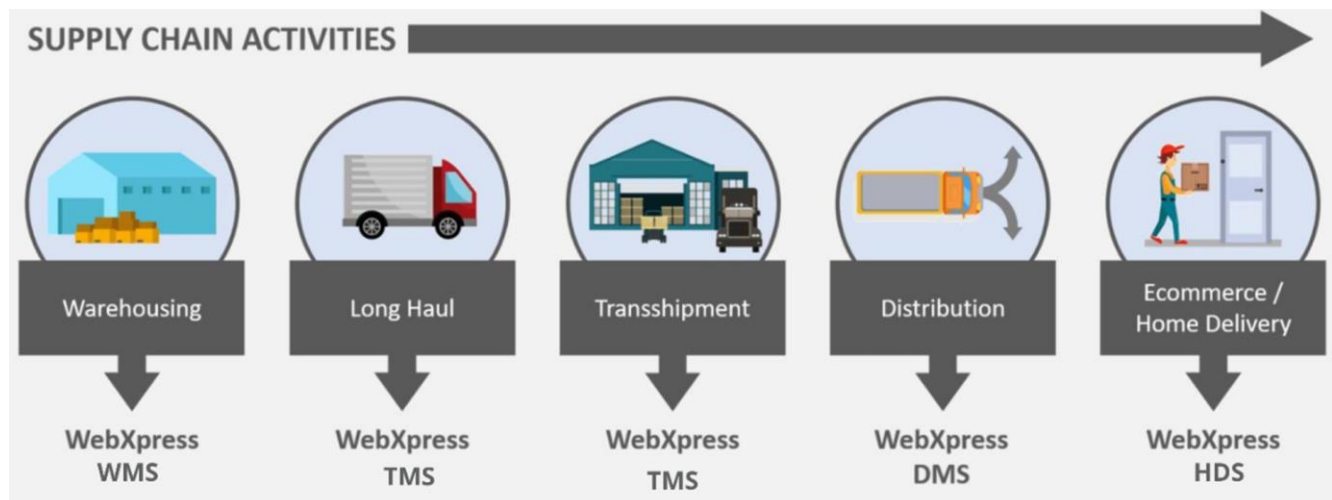 SUPPLY CHAIN ACTIVITIES
Warehousing
Long Haul
Transshipment
Distribution
Ecommerce /
Home Delivery
WebXpress
WMS
WebXpress
TMS
WebXpress
TMS
WebXpress
DMS
WebXpress
HDS